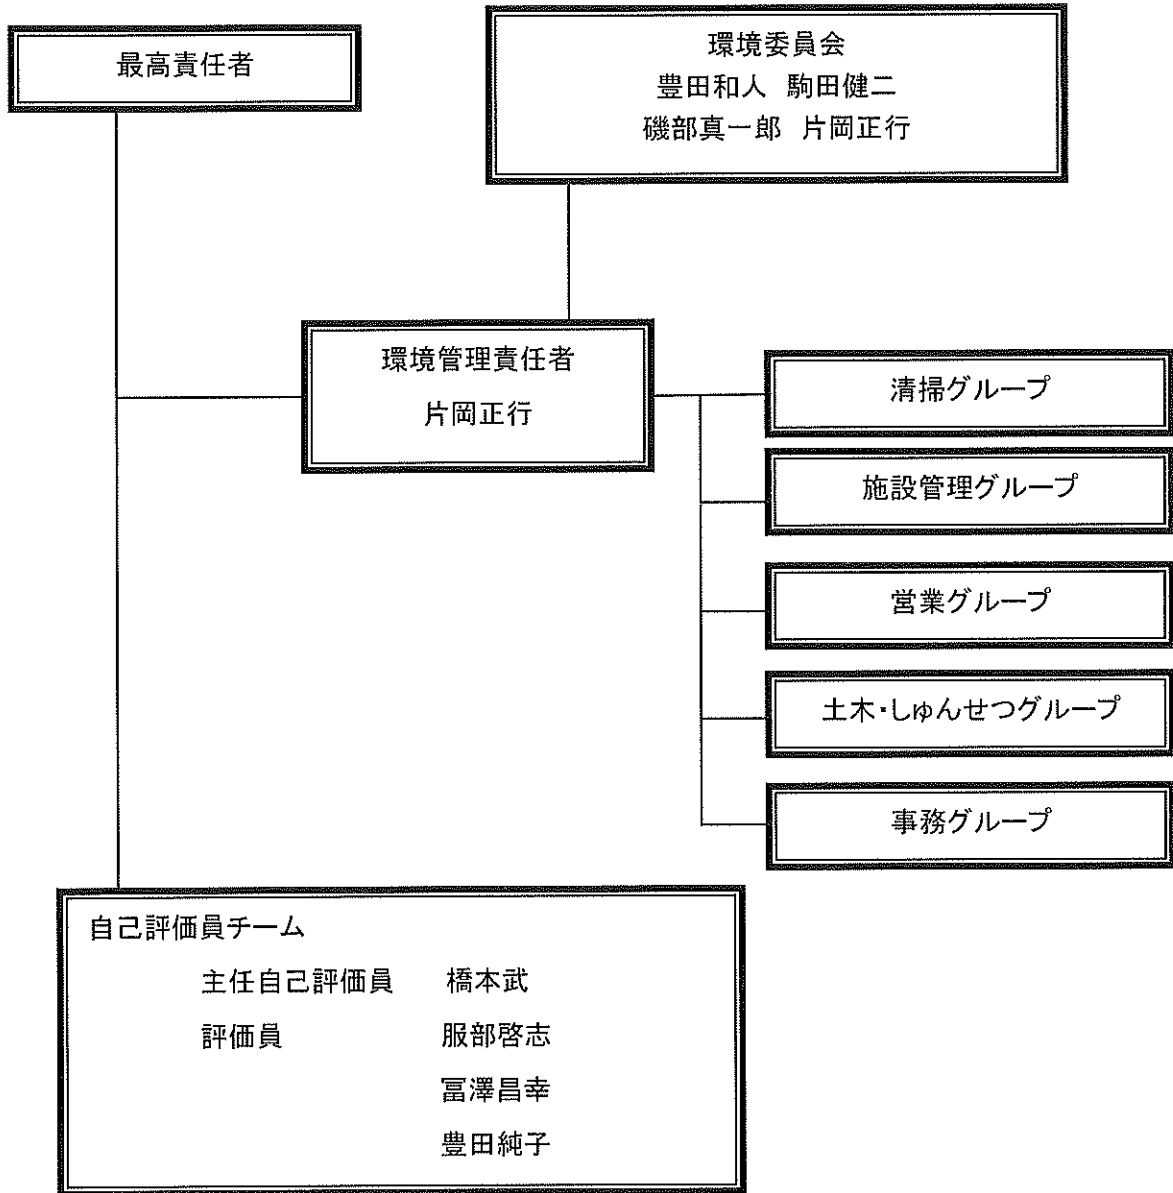 最高責任者
環境委員会
豊田和人 駒田健二
磯部真一郎 片岡正行
環境管理責任者
片岡正行
清掃グループ
施設管理グループ
営業グループ
土木・しゅんせつグループ
事務グループ
自己評価員チーム
主任自己評価員 橋本武
評価員 服部啓志
冨澤昌幸
豊田純子